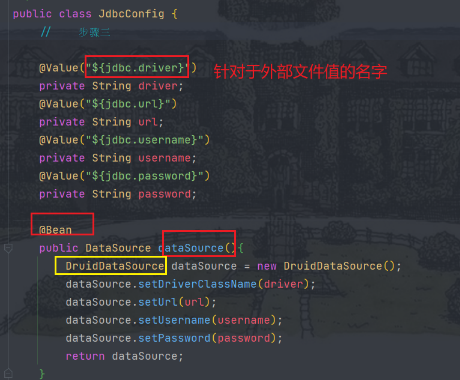 public class JdbcConfig {
//    步骤三
@Value("${jdbc.driver}")
针对于外部文件值的名字
private String driver;
@Value("${jdbc.url}")
private String url;
@Value("${jdbc.username}")
private String username;
@Value("${jdbc.password}")
private String password;
@Bean
public DataSource dataSource(){
DruidDataSource dataSource = new DruidDataSource();
dataSource.setDriverClassName(driver);
dataSource.setUrl(url);
dataSource.setUsername(username);
dataSource.setPassword(password);
return dataSource;
}